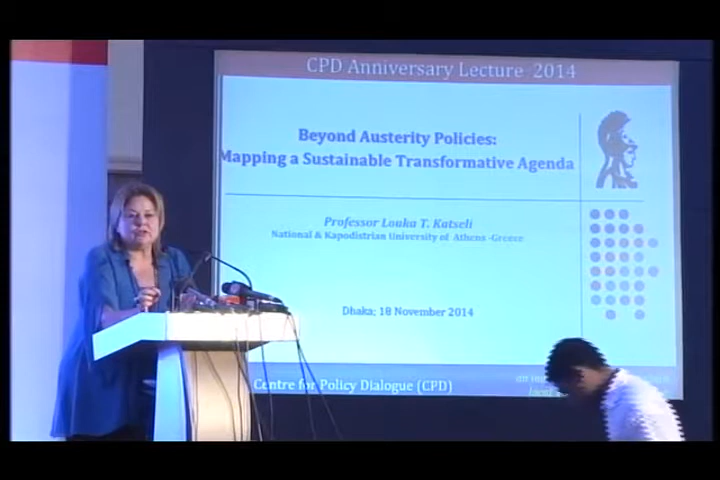 CPD Anniversary Lecture 2014
Beyond Austerity Policies:
Mapping a Sustainable Transformative Agenda
Professor Louka T. Katseli
National & Kapodistrian University of Athens -Greece
Dhaka; 18 November 2014
Centre for Policy Dialogue (CPD)